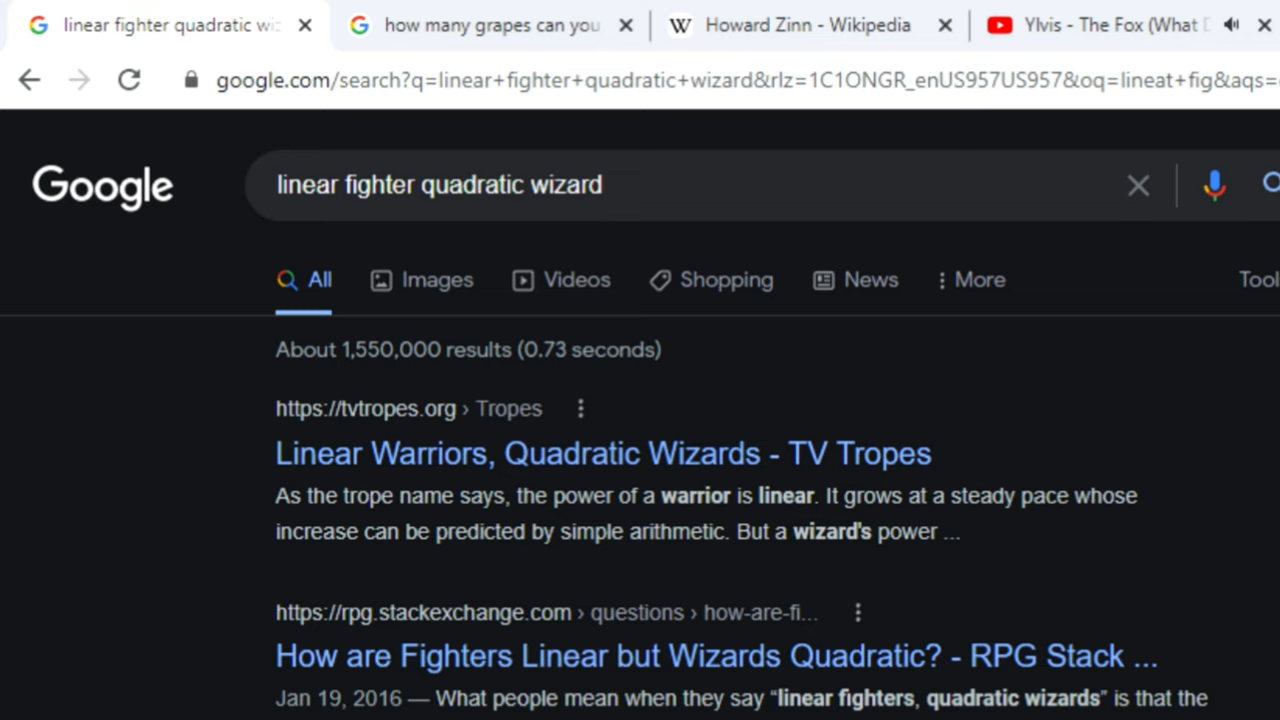 linear fighter quadratic wi
how many grapes can you
Howard Zinn - Wikipedia
Ylvis - The Fox (What
google.com/search?q=linear+fighter+quadratic+wizard&rlz=1C1ONGR_enUS957US957&oq=lineat+fig&aqs=
Google
linear fighter quadratic wizard
All Images Videos Shopping News More Tool
About 1,550,000 results (0.73 seconds)
https://tvtropes.org › Tropes
Linear Warriors, Quadratic Wizards - TV Tropes
As the trope name says, the power of a warrior is linear. It grows at a steady pace whose
increase can be predicted by simple arithmetic. But a wizard's power ...
https://rpg.stackexchange.com › questions › how-are-fi...
How are Fighters Linear but Wizards Quadratic? - RPG Stack ...
Jan 19, 2016 — What people mean when they say “linear fighters, quadratic wizards” is that the